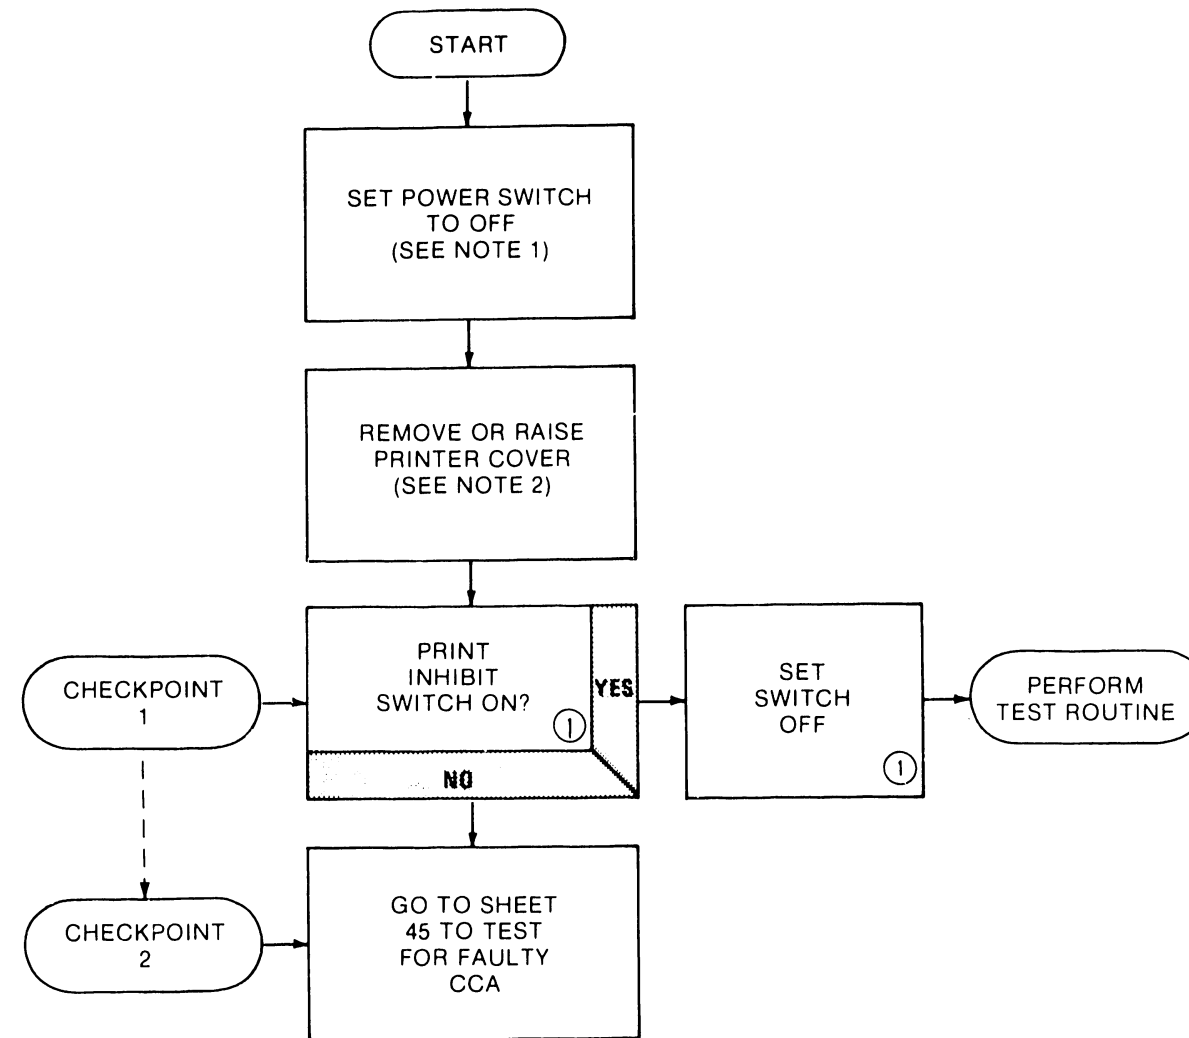 START
SET POWER SWITCH
TO OFF
(SEE NOTE 1)
REMOVE OR RAISE
PRINTER COVER
(SEE NOTE 2)
CHECKPOINT
1
PRINT
INHIBIT
SWITCH ON?
1
YES
NO
SET
SWITCH
OFF
1
PERFORM
TEST ROUTINE
CHECKPOINT
2
GO TO SHEET
45 TO TEST
FOR FAULTY
CCA